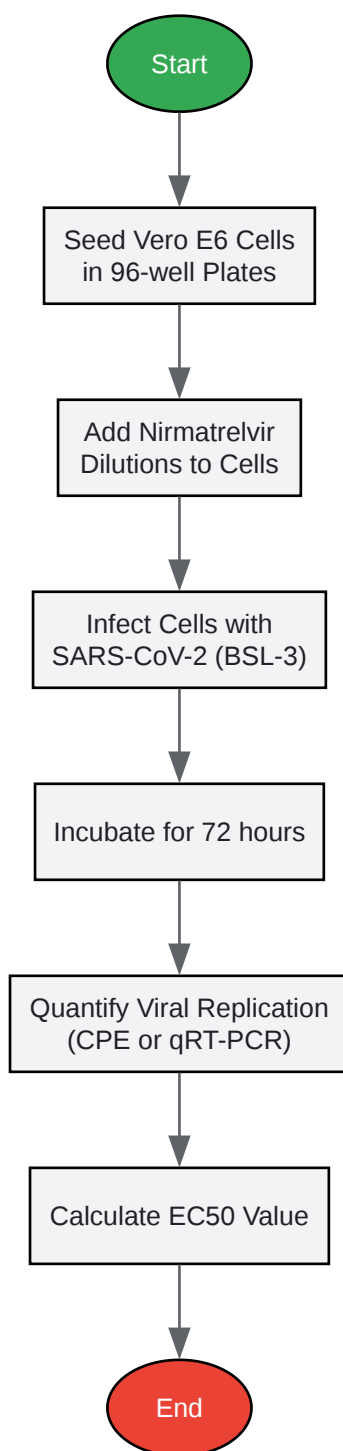 Start
Seed Vero E6 Cells
in 96-well Plates
Add Nirmatrelvir
Dilutions to Cells
Infect Cells with
SARS-CoV-2 (BSL-3)
Incubate for 72 hours
Quantify Viral Replication
(CPE or qRT-PCR)
Calculate EC50 Value
End